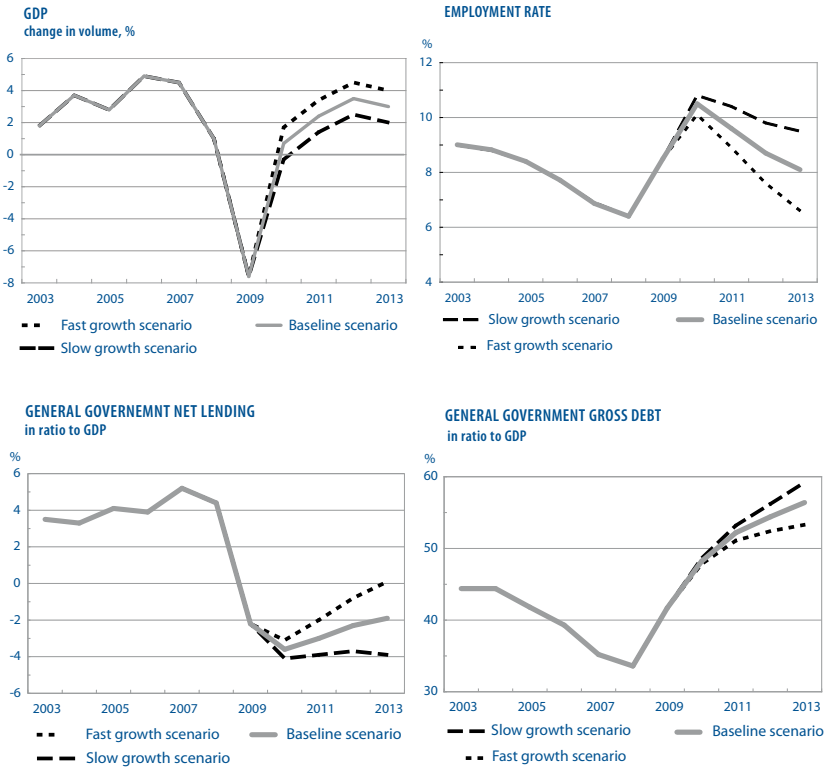 GDP
change in volume, %
6
4
2
0
-2
-4
-6
-8
2003 2005 2007 2009 2011 2013
Fast growth scenario Baseline scenario
Slow growth scenario
EMPLOYMENT RATE
%
12
10
8
6
4
2003 2005 2007 2009 2011 2013
Slow growth scenario Baseline scenario
Fast growth scenario
GENERAL GOVERNEMNT NET LENDING
in ratio to GDP
%
6
4
2
0
-2
-4
-6
2003 2005 2007 2009 2011 2013
Fast growth scenario Baseline scenario
Slow growth scenario
GENERAL GOVERNMENT GROSS DEBT
in ratio to GDP
%
60
50
40
30
2003 2005 2007 2009 2011 2013
Slow growth scenario Baseline scenario
Fast growth scenario